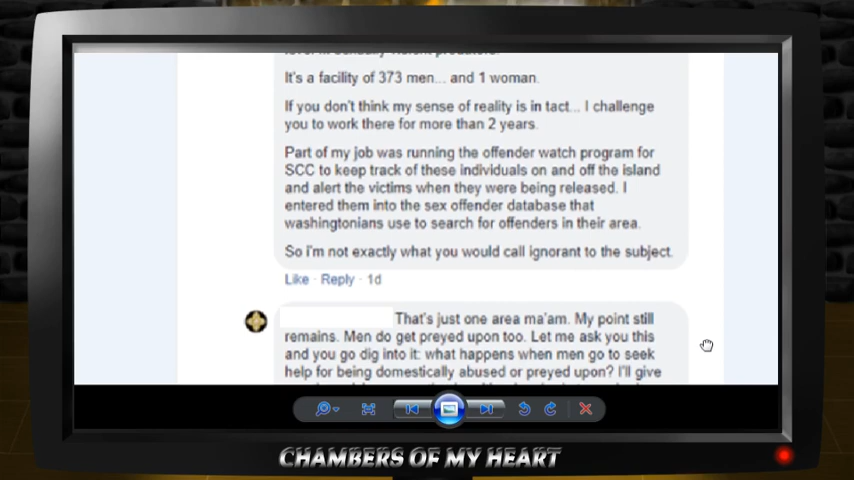 It's a facility of 373 men... and 1 woman.
If you don't think my sense of reality is in tact... I challenge
you to work there for more than 2 years.
Part of my job was running the offender watch program for
SCC to keep track of these individuals on and off the island
and alert the victims when they were being released. I
entered them into the sex offender database that
washingtonians use to search for offenders in their area.
So i'm not exactly what you would call ignorant to the subject.
Like · Reply · 1d
That's just one area ma'am. My point still
remains. Men do get preyed upon too. Let me ask you this
and you go dig into it: what happens when men go to seek
help for being domestically abused or preyed upon? I'll give
CHAMBERS OF MY HEART